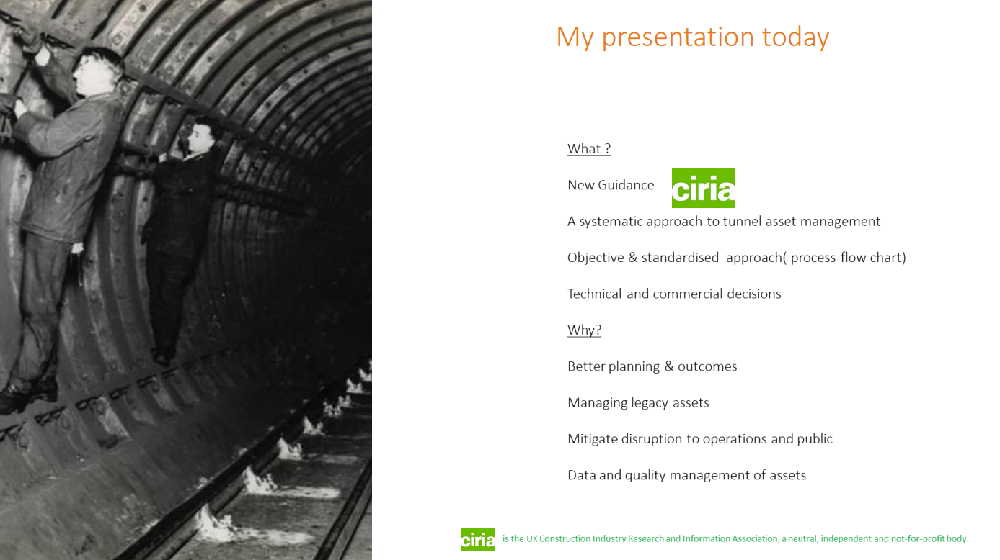 My presentation today
What ?
New Guidance ciria
A systematic approach to tunnel asset management
Objective & standardised approach( process flow chart)
Technical and commercial decisions
Why?
Better planning & outcomes
Managing legacy assets
Mitigate disruption to operations and public
Data and quality management of assets
ciria is the UK Construction Industry Research and Information Association, a neutral, independent and not-for-profit body.